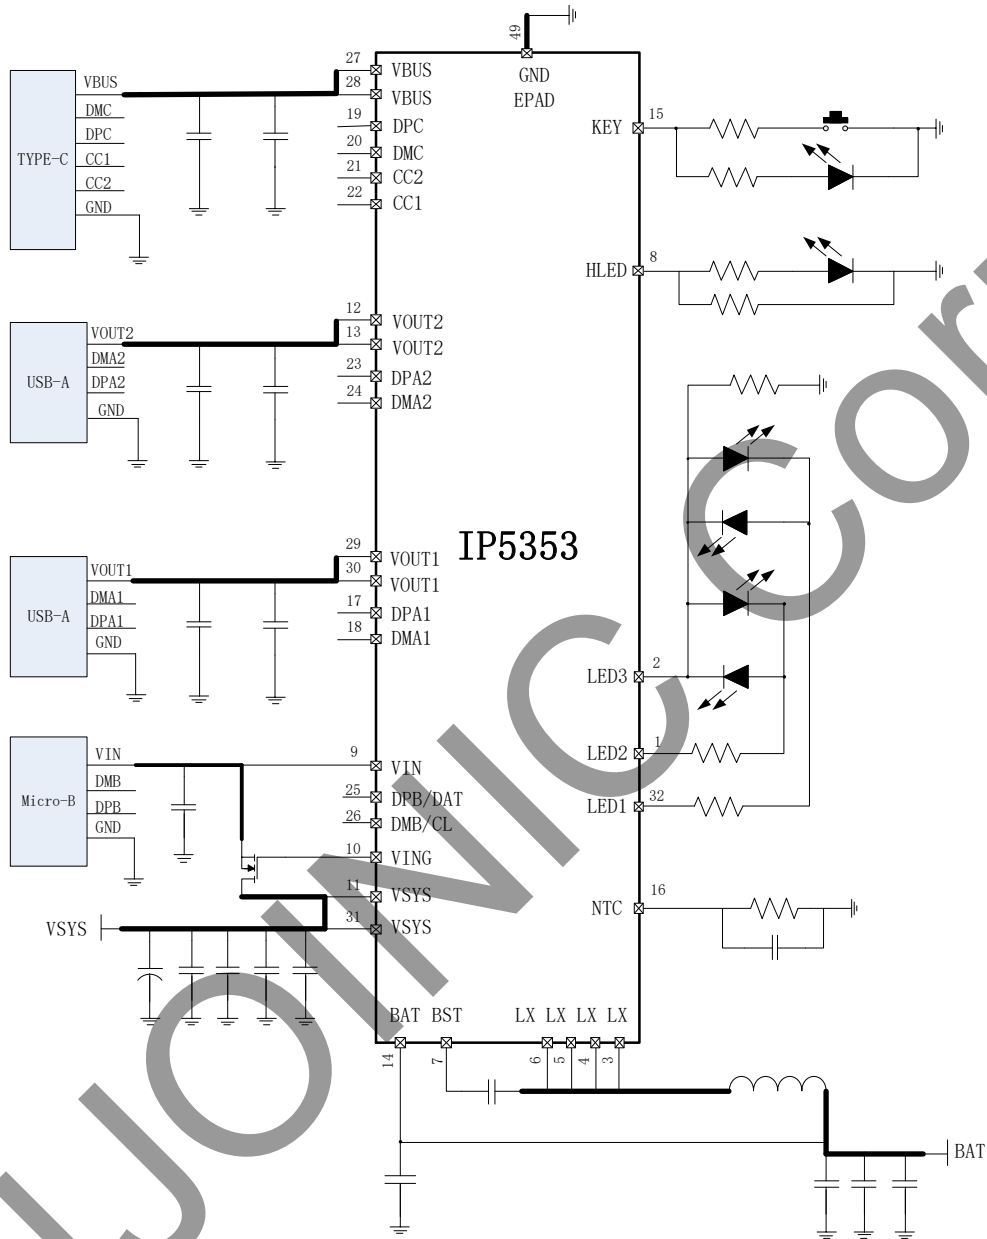 49
GND
EPAD
TYPE-C
VBUS
DMC
DPC
CC1
CC2
GND
27
VBUS
28
VBUS
19
DPC
20
DMC
21
CC2
22
CC1
KEY
15
HLED
8
USB-A
VOUT2
DMA2
DPA2
GND
12
VOUT2
13
VOUT2
23
DPA2
24
DMA2
IP5353
USB-A
VOUT1
DMA1
DPA1
GND
29
VOUT1
30
VOUT1
17
DPA1
18
DMA1
LED3
2
LED2
1
LED1
32
Micro-B
VIN
DMB
DPB
GND
9
VIN
25
DPB/DAT
26
DMB/CL
10
VING
11
VSYS
31
VSYS
VSYS
NTC
16
BAT BST
LX LX LX LX
14
7
6
5
4
3
BAT